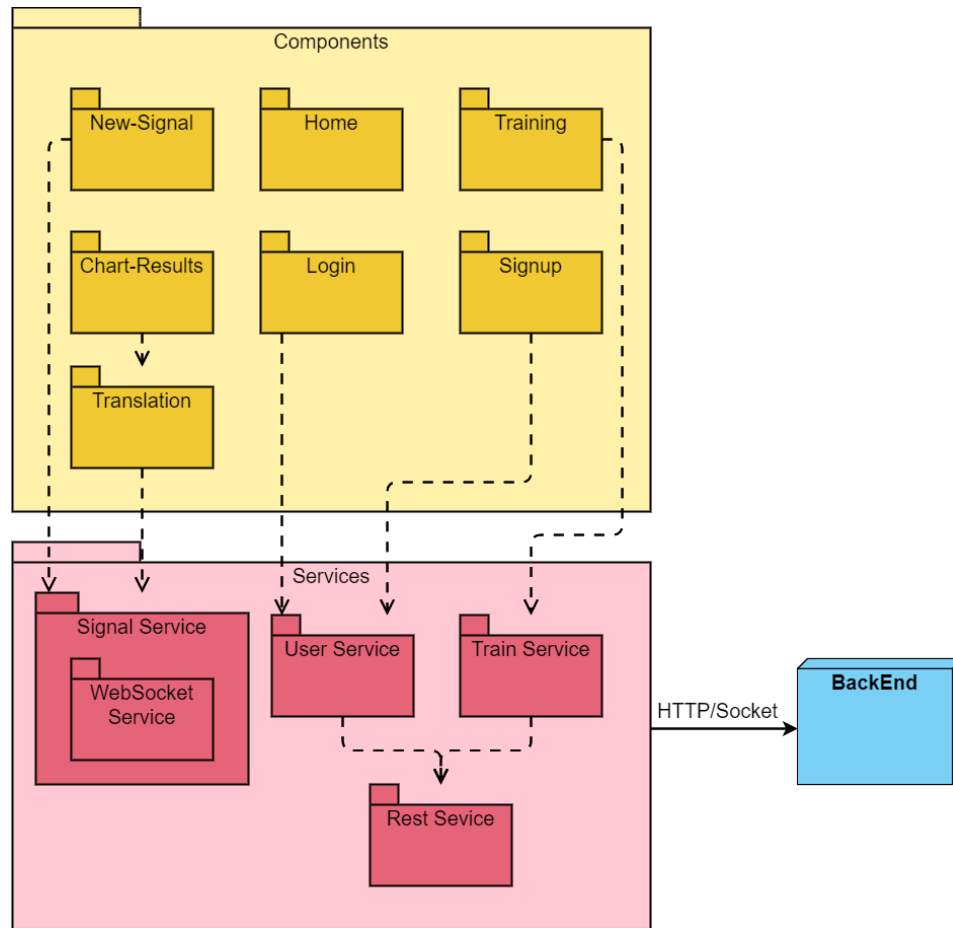 Components
New-Signal
Home
Training
Chart-Results
Login
Signup
Translation
Services
Signal Service
WebSocket
Service
User Service
Train Service
Rest Sevice
HTTP/Socket
BackEnd